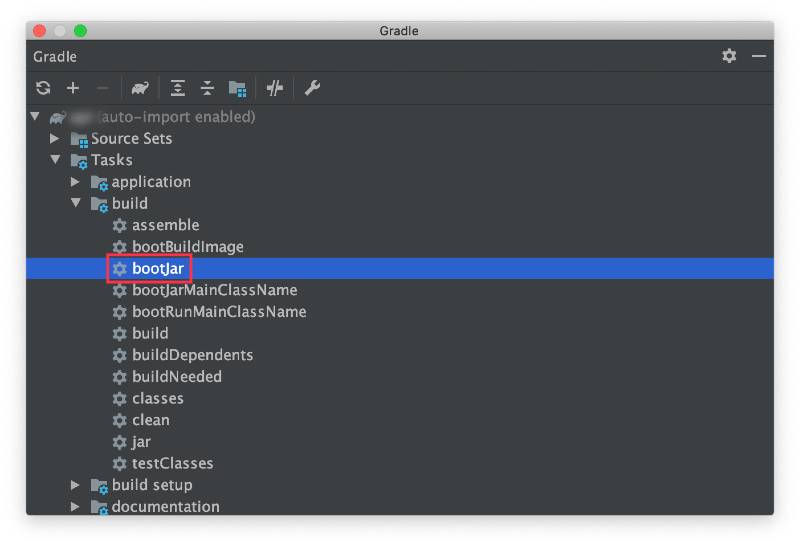 Gradle
Gradle
(auto-import enabled)
Source Sets
Tasks
application
build
assemble
bootBuildImage
bootJar
bootJarMainClassName
bootRunMainClassName
build
buildDependents
buildNeeded
classes
clean
jar
testClasses
build setup
documentation